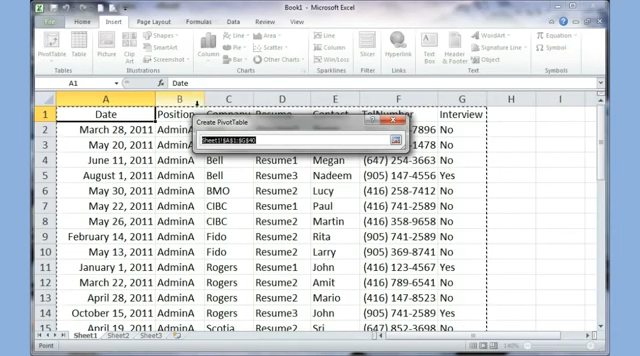 Book1 - Microsoft Excel
File Home Insert Page Layout Formulas Data Review View
PivotTable Table Picture Clip Art Shapes SmartArt Screenshot Column Line Pie Bar Area Scatter Other Charts Line Column Win/Loss Slicer Hyperlink Text Box Header & Footer WordArt Signature Line Object Equation Symbol
Tables Illustrations Charts Sparklines Filter Links Text Symbols
A1 Date
A B C D E F G H I
1 Date Position Company Resume Contact TelNumber Interview
Create PivotTable
Sheet1!$A$1:$G$40
2 March 28, 2011 AdminA 7896 No
3 May 20, 2011 AdminA 1478 No
4 June 11, 2011 AdminA Bell Resume1 Megan (647) 254-3663 No
5 August 5, 2011 AdminA Bell Resume3 Nadeem (905) 147-4556 Yes
6 May 30, 2011 AdminA BMO Resume2 Lucy (416) 258-7412 No
7 May 22, 2011 AdminA CIBC Resume1 Paul (416) 741-2589 No
8 May 26, 2011 AdminA CIBC Resume2 Martin (416) 358-9658 No
9 February 14, 2011 AdminA Fido Resume2 Rita (905) 741-2589 No
10 May 13, 2011 AdminA Fido Resume2 Larry (905) 369-8741 No
11 January 1, 2011 AdminA Rogers Resume1 John (416) 123-4567 Yes
12 March 22, 2011 AdminA Rogers Resume2 Amit (416) 789-6541 No
13 April 28, 2011 AdminA Rogers Resume2 Mario (416) 147-8523 No
14 October 15, 2011 AdminA Rogers Resume3 John (647) 741-2589 Yes
15 April 19, 2011 AdminA Scotia Resume2 Sri (647) 852-3698 No
Sheet1 Sheet2 Sheet3
Point 140%